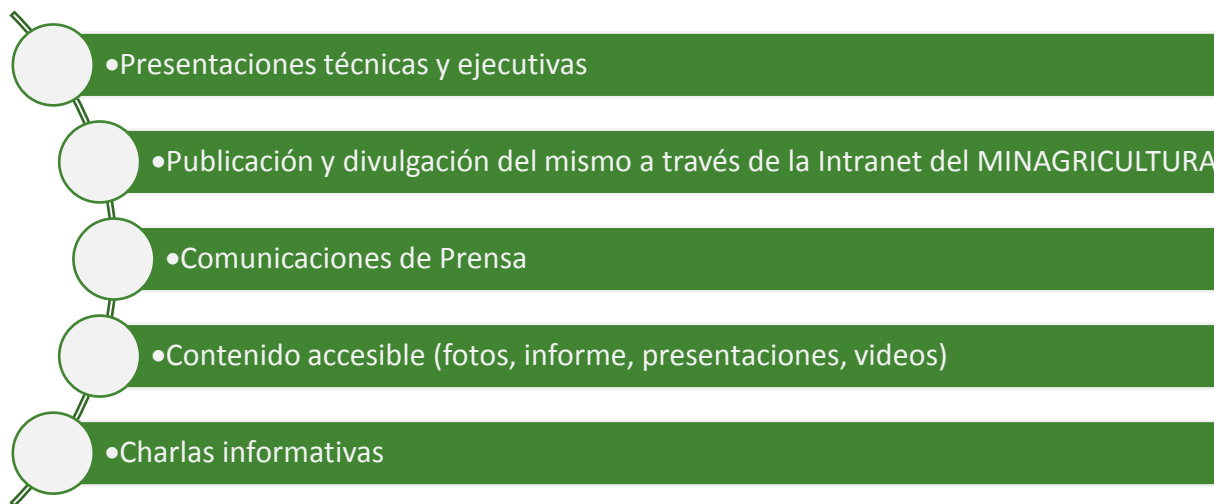 •Presentaciones técnicas y ejecutivas
•Publicación y divulgación del mismo a través de la Intranet del MINAGRICULTURA
•Comunicaciones de Prensa
•Contenido accesible (fotos, informe, presentaciones, videos)
•Charlas informativas